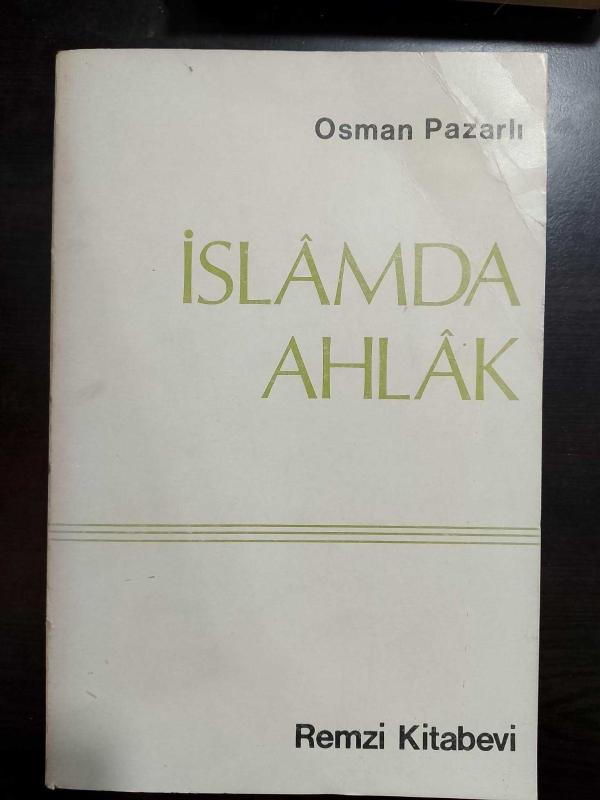 Osman Pazarlı
İSLÂMDA
AHLÂK
Remzi Kitabevi